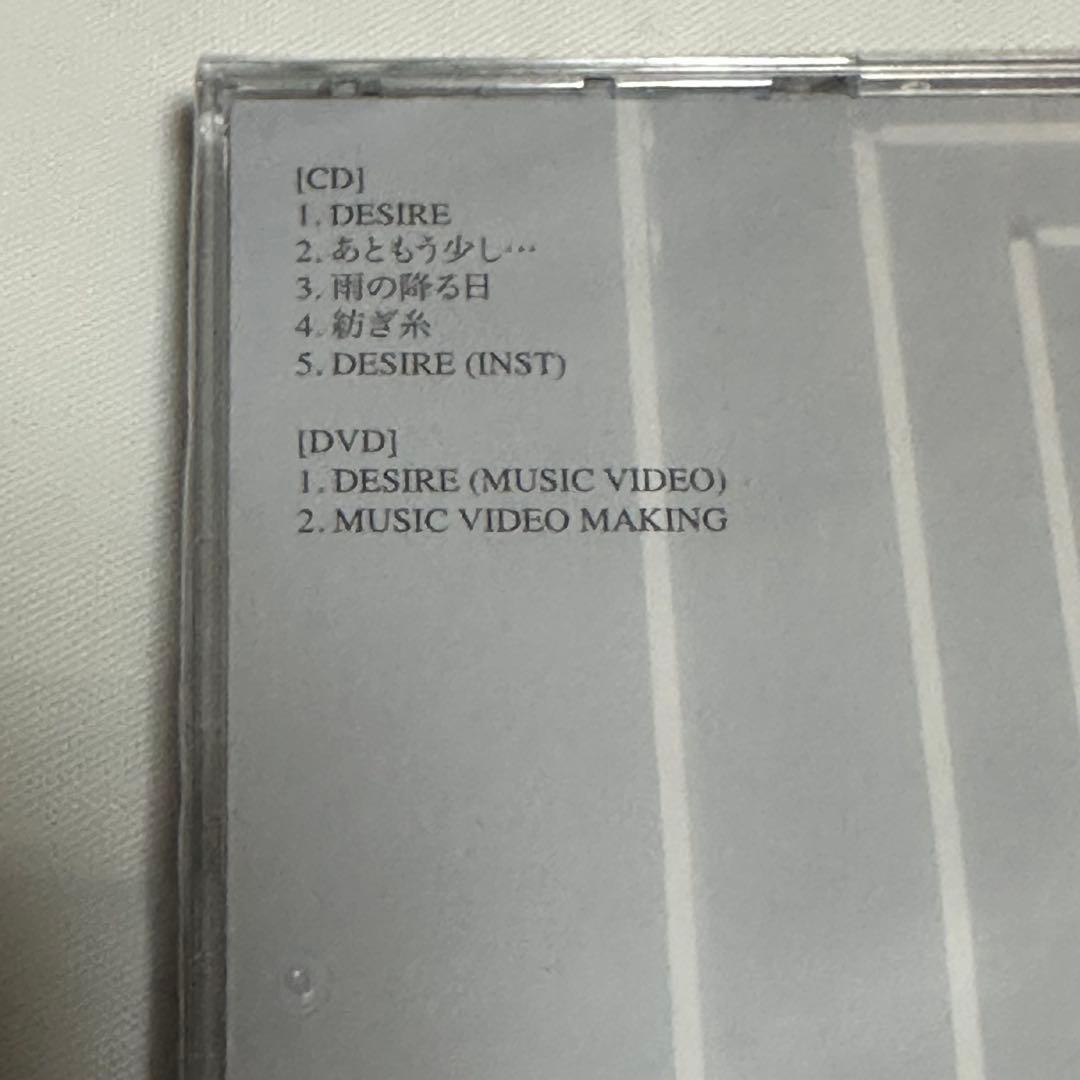 [CD]
1. DESIRE
2. あともう少し…
3. 雨の降る日
4. 紡ぎ糸
5. DESIRE (INST)
[DVD]
1. DESIRE (MUSIC VIDEO)
2. MUSIC VIDEO MAKING